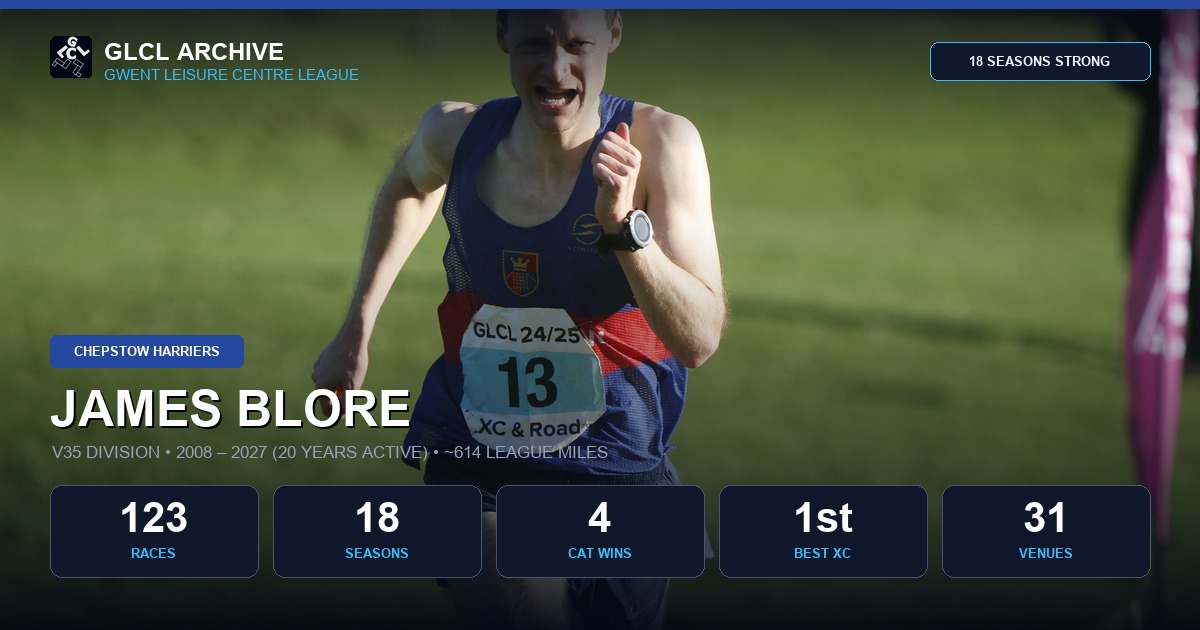 GLCL ARCHIVE
GWENT LEISURE CENTRE LEAGUE
18 SEASONS STRONG
GLCL 24/25
13
XC & Road
CHEPSTOW HARRIERS
JAMES BLORE
V35 DIVISION • 2008 – 2027 (20 YEARS ACTIVE) • ~614 LEAGUE MILES
123
RACES
18
SEASONS
4
CAT WINS
1st
BEST XC
31
VENUES